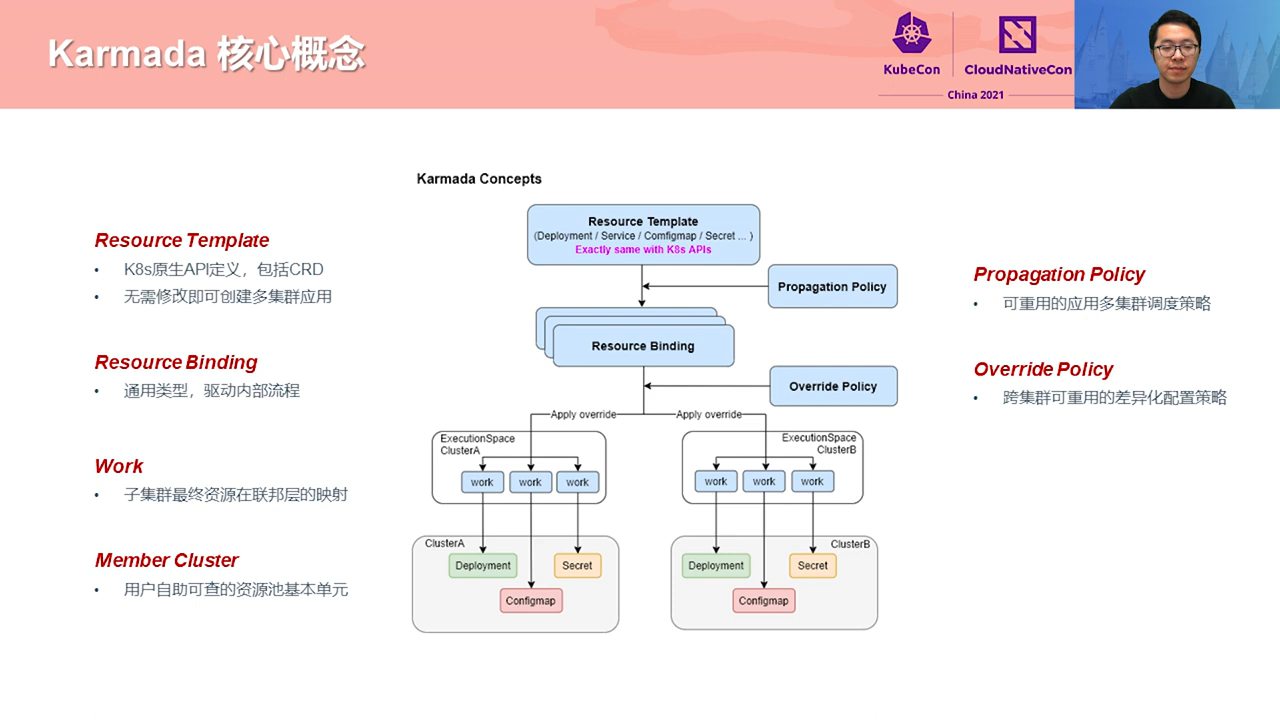 Karmada 核心概念
KubeCon
CloudNativeCon
China 2021
Resource Template
• K8s原生API定义，包括CRD
• 无需修改即可创建多集群应用
Resource Binding
• 通用类型，驱动内部流程
Work
• 子集群最终资源在联邦层的映射
Member Cluster
• 用户自助可查的资源池基本单元
Karmada Concepts
Resource Template
(Deployment / Service / Comfigmap / Secret ... )
Exactly same with K8s APIs
Propagation Policy
Resource Binding
Override Policy
Apply override
Apply override
ExecutionSpace
ClusterA
work
work
work
ExecutionSpace
ClusterB
work
work
work
ClusterA
Deployment
Secret
Configmap
ClusterB
Deployment
Secret
Configmap
Propagation Policy
• 可重用的应用多集群调度策略
Override Policy
• 跨集群可重用的差异化配置策略